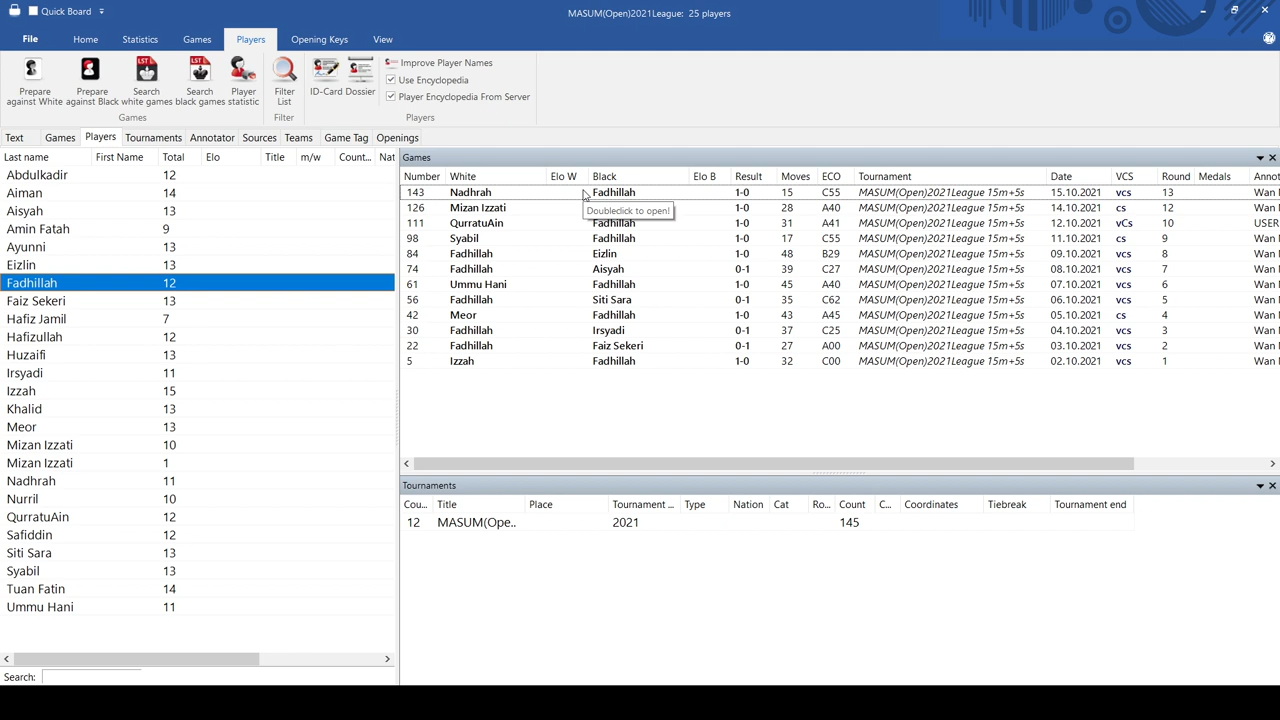 Quick Board
MASUM(Open)2021League: 25 players
File Home Statistics Games Players Opening Keys View
Prepare against White
Prepare against Black
Search white games
Search black games
Player statistic
Filter List
ID-Card
Dossier
Improve Player Names
Use Encyclopedia
Player Encyclopedia From Server
Games Filter Players
Text Games Players Tournaments Annotator Sources Teams Game Tag Openings
Last name First Name Total Elo Title m/w Count... Nat
Abdulkadir 12
Aiman 14
Aisyah 13
Amin Fatah 9
Ayunni 13
Eizlin 13
Fadhillah 12
Faiz Sekeri 13
Hafiz Jamil 7
Hafizullah 12
Huzaifi 13
Irsyadi 11
Izzah 15
Khalid 13
Meor 13
Mizan Izzati 10
Mizan Izzati 1
Nadhrah 11
Nurril 10
QurratuAin 12
Safiddin 12
Siti Sara 13
Syabil 13
Tuan Fatin 14
Ummu Hani 11
Search:
Games
Number White Elo W Black Elo B Result Moves ECO Tournament Date VCS Round Medals Annot
143 Nadhrah Fadhillah 1-0 15 C55 MASUM(Open)2021League 15m+5s 15.10.2021 vcs 13 Wan
126 Mizan Izzati 1-0 28 A40 MASUM(Open)2021League 15m+5s 14.10.2021 cs 12 Wan
Doubleclick to open!
111 QurratuAin Fadhillah 1-0 31 A41 MASUM(Open)2021League 15m+5s 12.10.2021 vCs 10 USER
98 Syabil Fadhillah 1-0 17 C55 MASUM(Open)2021League 15m+5s 11.10.2021 cs 9 Wan
84 Fadhillah Eizlin 1-0 48 B29 MASUM(Open)2021League 15m+5s 09.10.2021 vcs 8 Wan
74 Fadhillah Aisyah 0-1 39 C27 MASUM(Open)2021League 15m+5s 08.10.2021 vcs 7 Wan
61 Ummu Hani Fadhillah 1-0 45 A40 MASUM(Open)2021League 15m+5s 07.10.2021 vcs 6 Wan
56 Fadhillah Siti Sara 0-1 35 C62 MASUM(Open)2021League 15m+5s 06.10.2021 vcs 5 Wan
42 Meor Fadhillah 1-0 43 A45 MASUM(Open)2021League 15m+5s 05.10.2021 cs 4 Wan
30 Fadhillah Irsyadi 0-1 37 C25 MASUM(Open)2021League 15m+5s 04.10.2021 vcs 3 Wan
22 Fadhillah Faiz Sekeri 0-1 27 A00 MASUM(Open)2021League 15m+5s 03.10.2021 vcs 2 Wan
5 Izzah Fadhillah 1-0 32 C00 MASUM(Open)2021League 15m+5s 02.10.2021 vcs 1 Wan
Tournaments
Cou... Title Place Tournament ... Type Nation Cat Ro... Count C... Coordinates Tiebreak Tournament end
12 MASUM(Ope.. 2021 145